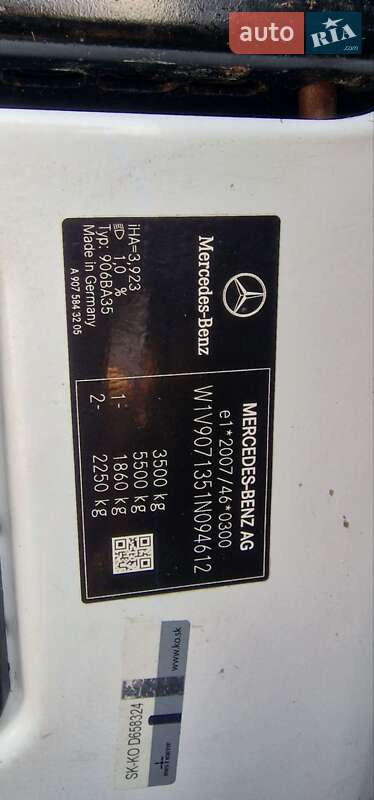 auto RIA .com
Mercedes-Benz
MERCEDES-BENZ AG
e1*2007/46*0300
W1V9071351N094612
3500 kg
5500 kg
1- 1860 kg
2- 2250 kg
iHA=3,923
1,0 %
Typ: 906BA35
Made in Germany
A 907 584 32 05
www.ko.sk
SK-KO D658324